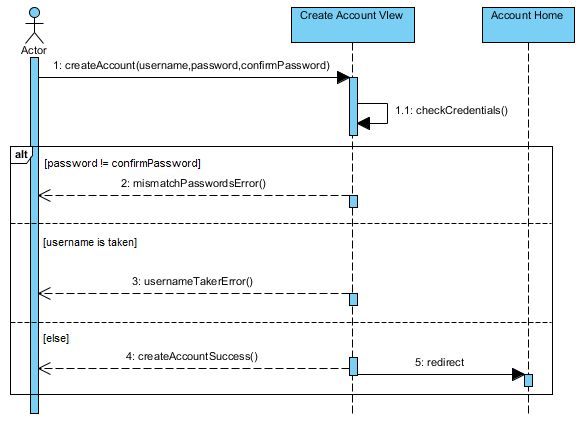 Create Account VIew
Account Home
Actor
1: createAccount(username,password,confirmPassword)
1.1: checkCredentials()
alt
[password != confirmPassword]
2: mismatchPasswordsError()
[username is taken]
3: usernameTakerError()
[else]
4: createAccountSuccess()
5: redirect